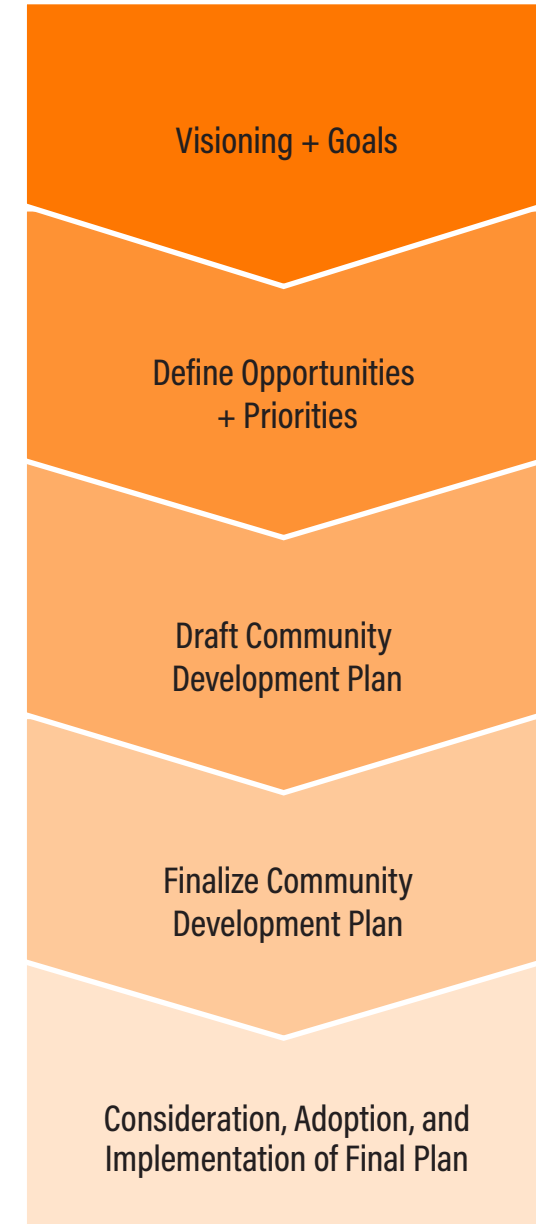 Visioning + Goals
Define Opportunities
+ Priorities
Draft Community
Development Plan
Finalize Community
Development Plan
Consideration, Adoption, and
Implementation of Final Plan